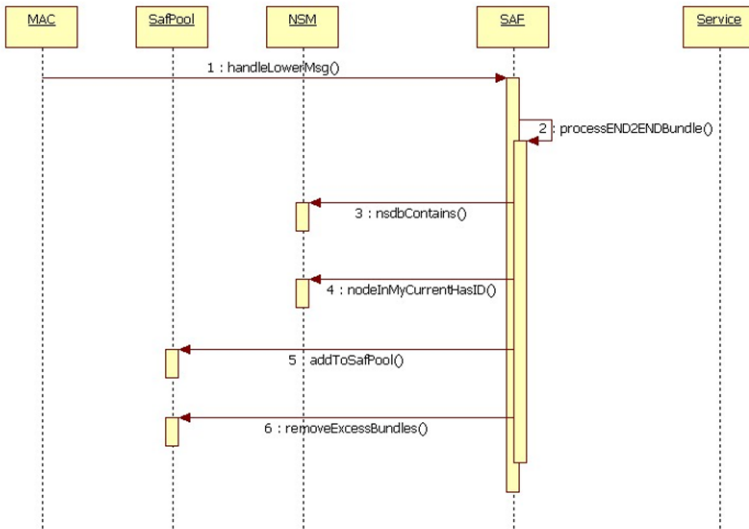 MAC SafPool NSM SAF Service
1 : handleLowerMsg()
2 : processEND2ENDBundle()
3 : nsdbContains()
4 : nodeInMyCurrentHasID()
5 : addToSafPool()
6 : removeExcessBundles()